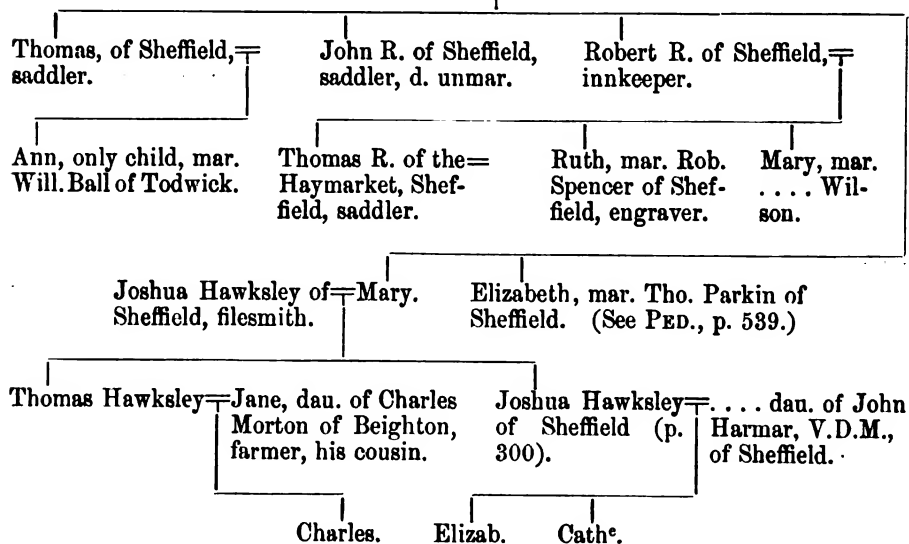 Thomas, of Sheffield,
saddler.
John R. of Sheffield,
saddler, d. unmar.
Robert R. of Sheffield,
innkeeper.
Ann, only child, mar.
Will. Ball of Todwick.
Thomas R. of the
Haymarket, Shef-
field, saddler.
Ruth, mar. Rob.
Spencer of Shef-
field, engraver.
Mary, mar.
. . . . Wil-
son.
Joshua Hawksley of
Sheffield, filesmith.
Mary.
Elizabeth, mar. Tho. Parkin of
Sheffield. (See PED., p. 539.)
Thomas Hawksley
Jane, dau. of Charles
Morton of Beighton,
farmer, his cousin.
Joshua Hawksley
of Sheffield (p.
300).
. . . . dau. of John
Harmar, V.D.M.,
of Sheffield.
Charles.
Elizab.
Cathe.